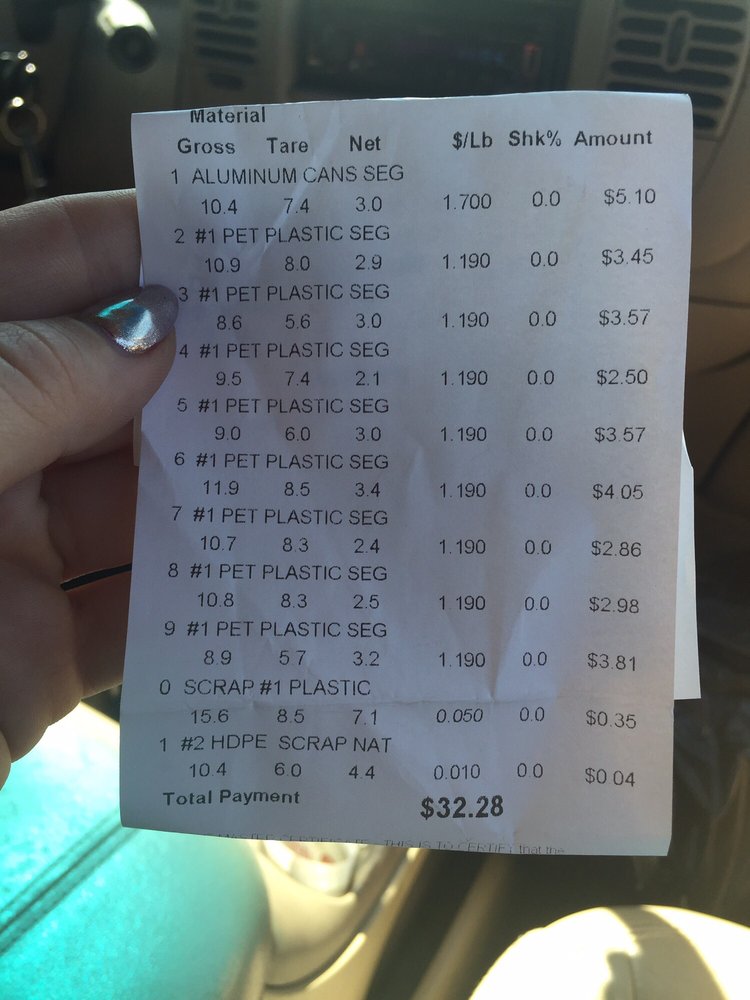 Material
Gross Tare Net $/Lb Shk% Amount
1 ALUMINUM CANS SEG
10.4 7.4 3.0 1.700 0.0 $5.10
2 #1 PET PLASTIC SEG
10.9 8.0 2.9 1.190 0.0 $3.45
3 #1 PET PLASTIC SEG
8.6 5.6 3.0 1.190 0.0 $3.57
4 #1 PET PLASTIC SEG
9.5 7.4 2.1 1.190 0.0 $2.50
5 #1 PET PLASTIC SEG
9.0 6.0 3.0 1.190 0.0 $3.57
6 #1 PET PLASTIC SEG
11.9 8.5 3.4 1.190 0.0 $4.05
7 #1 PET PLASTIC SEG
10.7 8.3 2.4 1.190 0.0 $2.86
8 #1 PET PLASTIC SEG
10.8 8.3 2.5 1.190 0.0 $2.98
9 #1 PET PLASTIC SEG
8.9 5.7 3.2 1.190 0.0 $3.81
0 SCRAP #1 PLASTIC
15.6 8.5 7.1 0.050 0.0 $0.35
1 #2 HDPE SCRAP NAT
10.4 6.0 4.4 0.010 0.0 $0.04
Total Payment $32.28
CERTIFICATE THIS IS TO CERTIFY that the